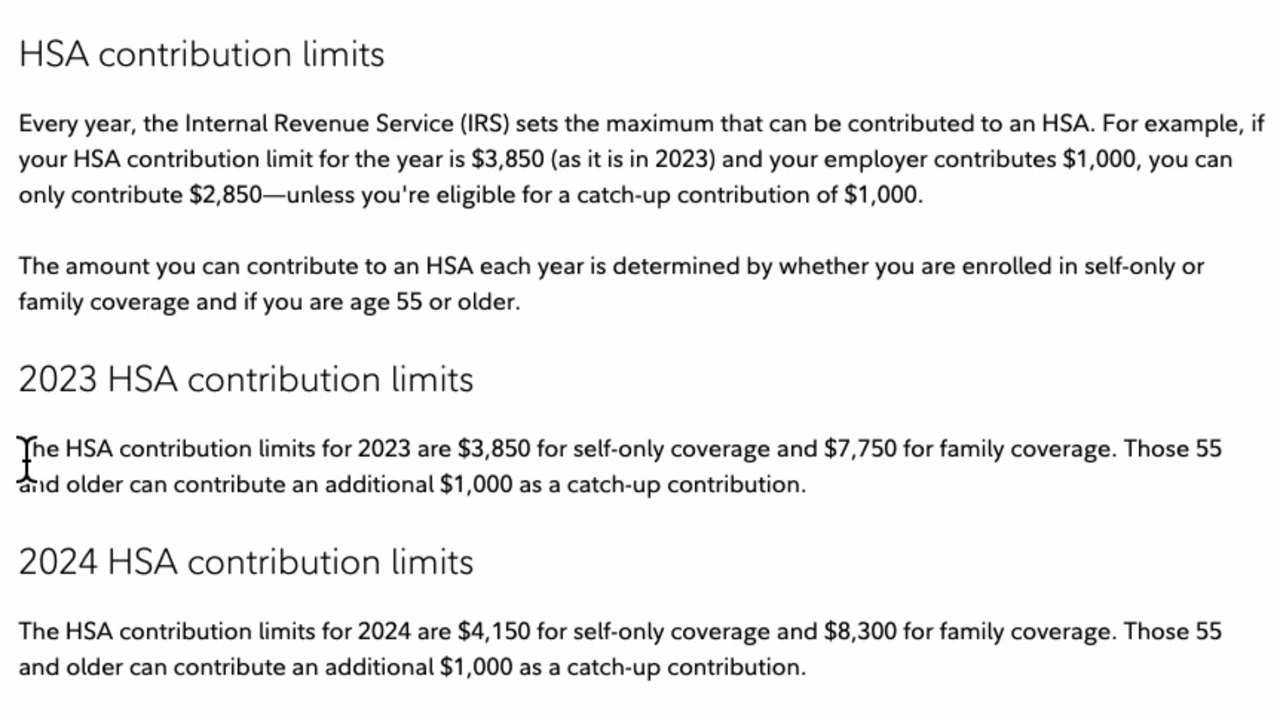 HSA contribution limits
Every year, the Internal Revenue Service (IRS) sets the maximum that can be contributed to an HSA. For example, if
your HSA contribution limit for the year is $3,850 (as it is in 2023) and your employer contributes $1,000, you can
only contribute $2,850—unless you're eligible for a catch-up contribution of $1,000.
The amount you can contribute to an HSA each year is determined by whether you are enrolled in self-only or
family coverage and if you are age 55 or older.
2023 HSA contribution limits
The HSA contribution limits for 2023 are $3,850 for self-only coverage and $7,750 for family coverage. Those 55
and older can contribute an additional $1,000 as a catch-up contribution.
2024 HSA contribution limits
The HSA contribution limits for 2024 are $4,150 for self-only coverage and $8,300 for family coverage. Those 55
and older can contribute an additional $1,000 as a catch-up contribution.